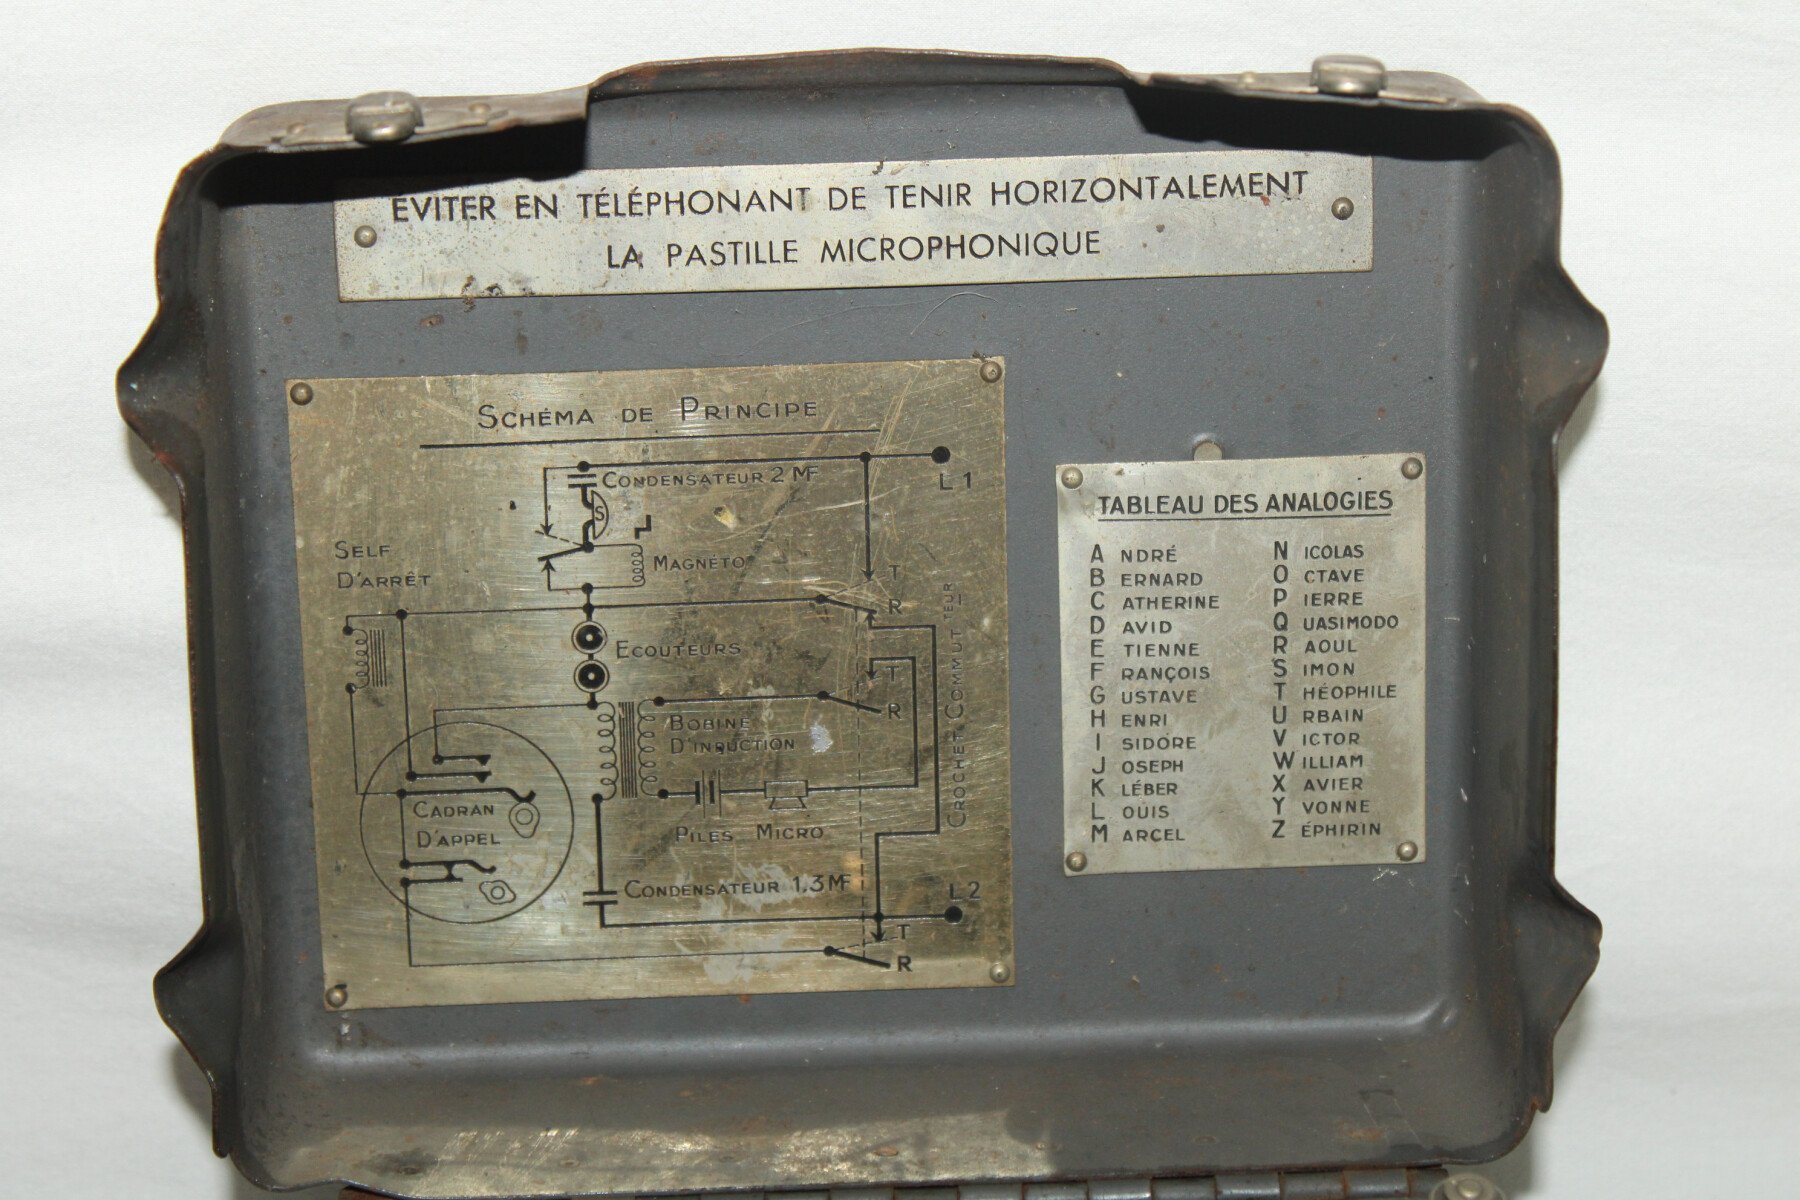 ÉVITER EN TÉLÉPHONANT DE TENIR HORIZONTALEMENT
LA PASTILLE MICROPHONIQUE
SCHÉMA DE PRINCIPE
L1
CONDENSATEUR 2 MF
S
MAGNÉTO
SELF
D'ARRÊT
T
R
ECOUTEURS
T
R
BOBINE
D'INDUCTION
CROCHET COMMUTTEUR
CADRAN
D'APPEL
PILES MICRO
CONDENSATEUR 1,3 MF
L2
T
R
TABLEAU DES ANALOGIES
A NDRÉ
B ERNARD
C ATHERINE
D AVID
E TIENNE
F RANÇOIS
G USTAVE
H ENRI
I SIDORE
J OSEPH
K LÉBER
L OUIS
M ARCEL
N ICOLAS
O CTAVE
P IERRE
Q UASIMODO
R AOUL
S IMON
T HÉOPHILE
U RBAIN
V ICTOR
W ILLIAM
X AVIER
Y VONNE
Z ÉPHIRIN